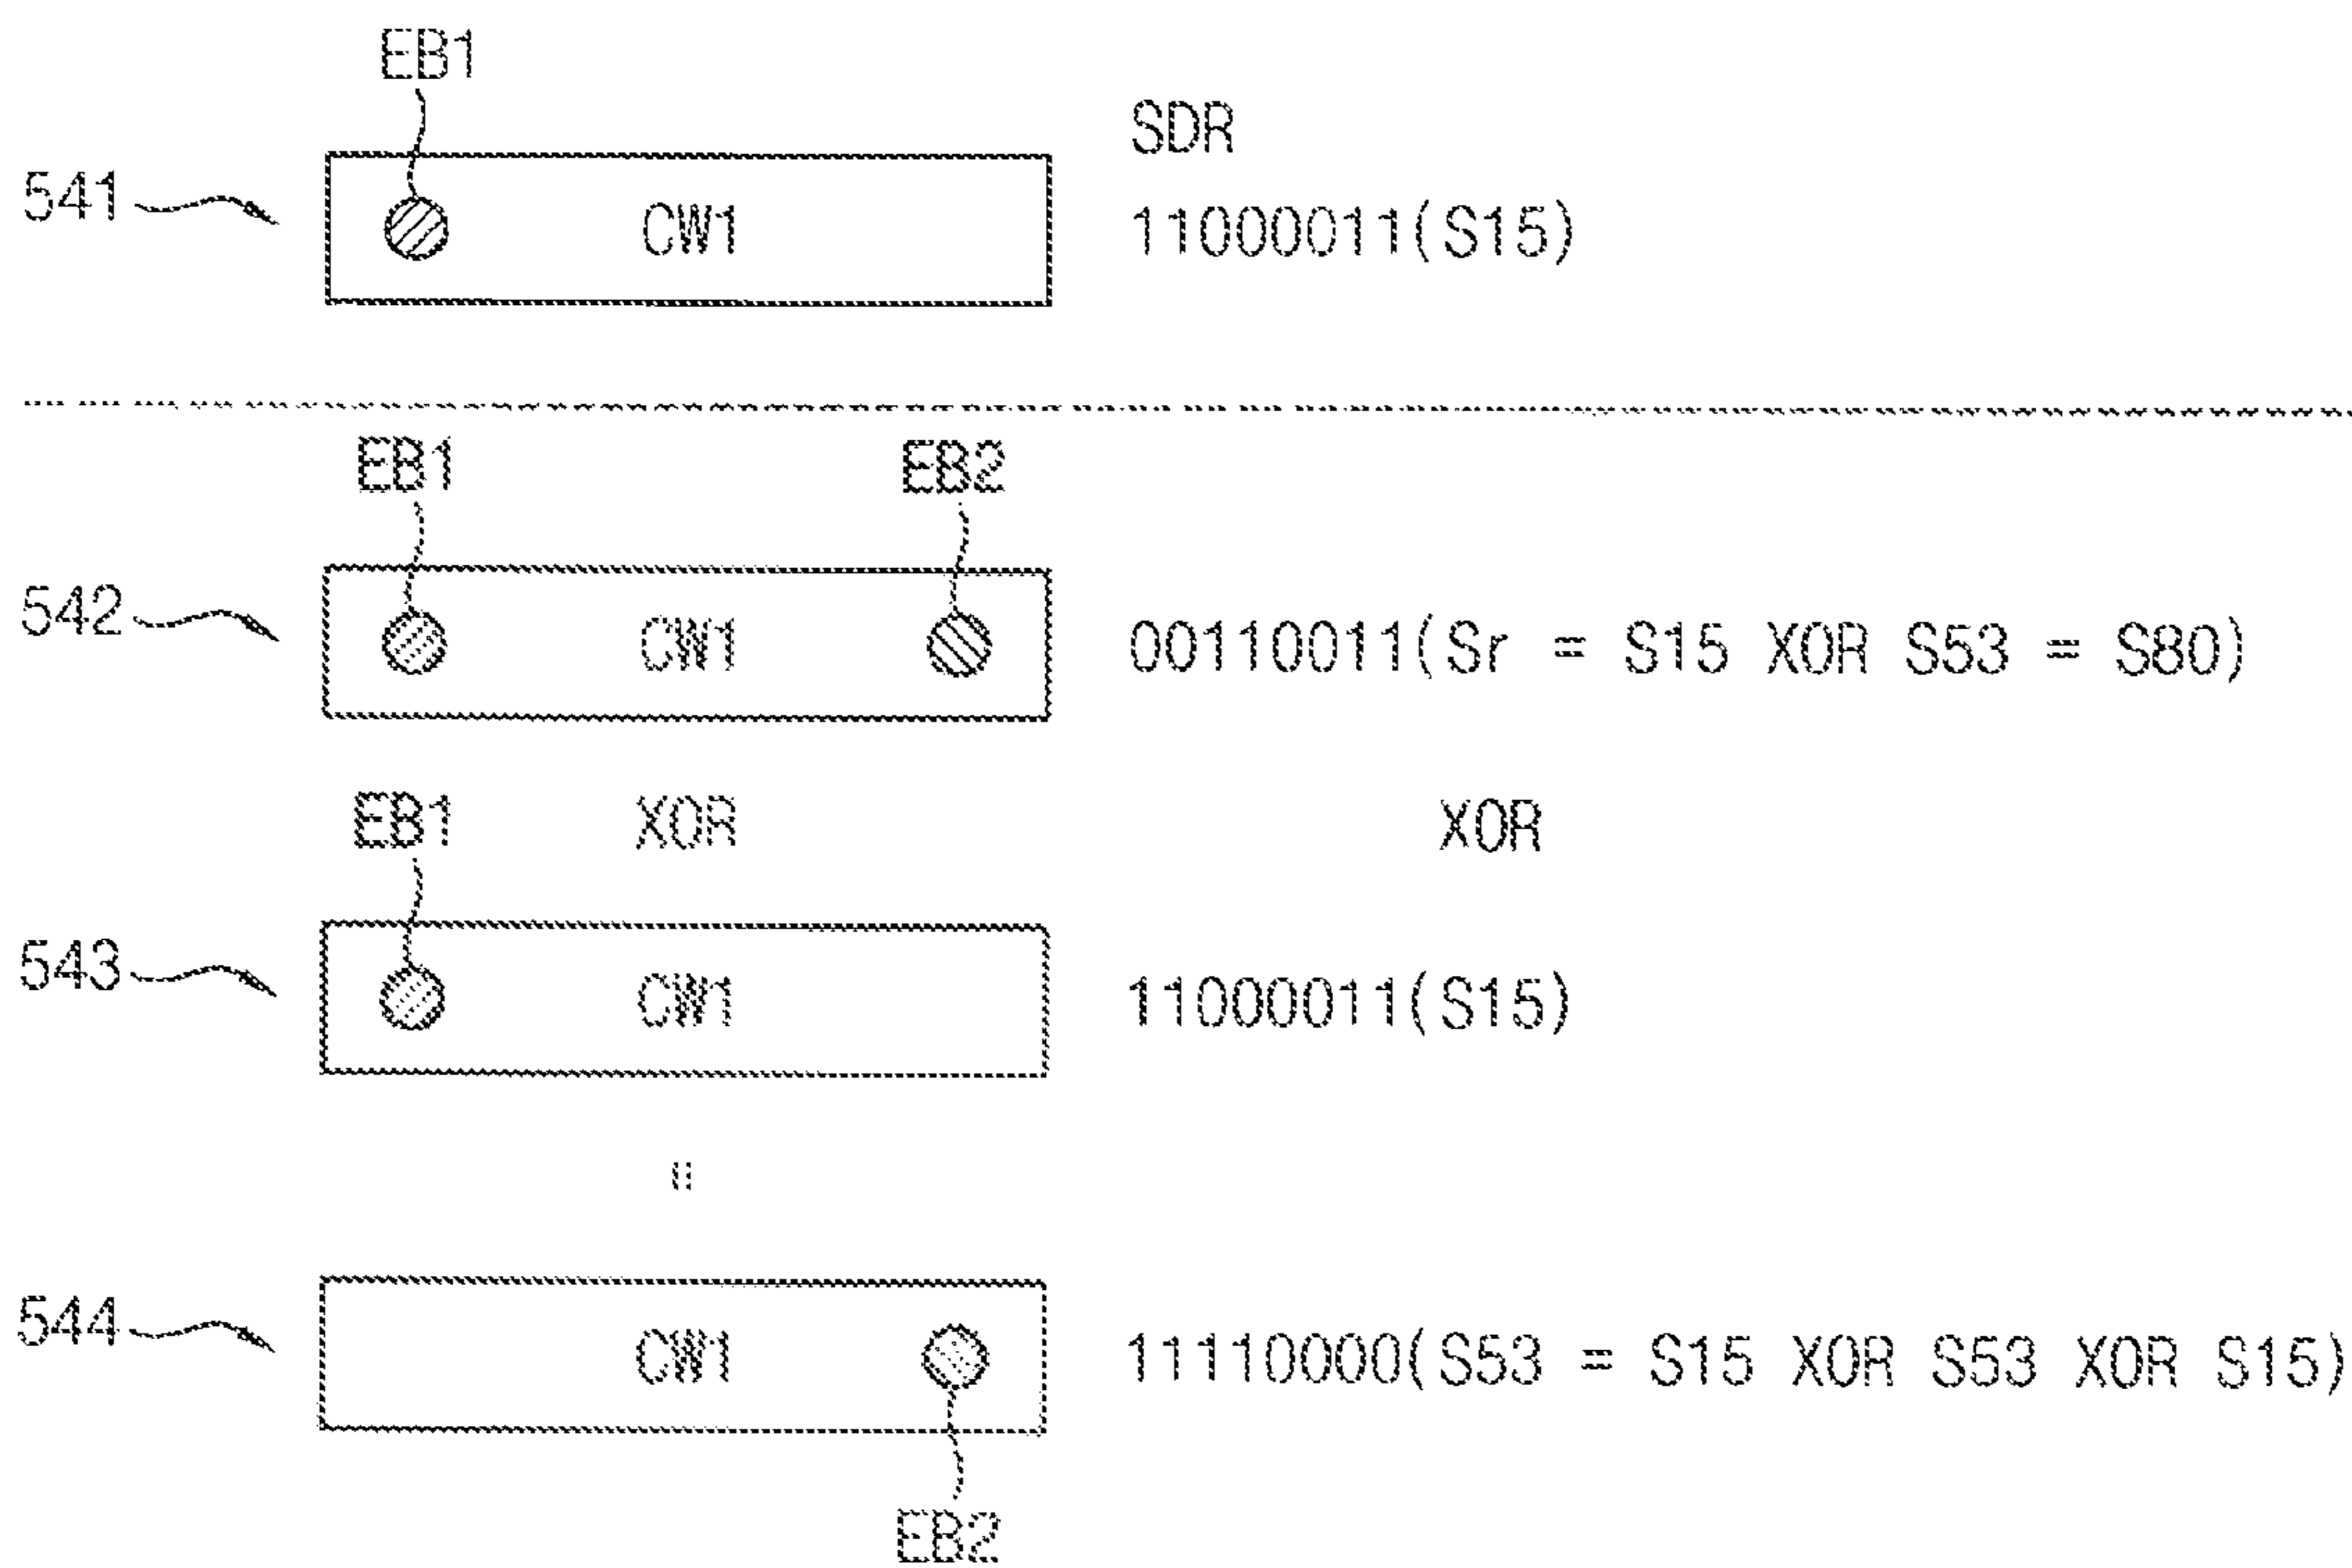 EB1
SDR
541 CW1 11000011(S15)
EB1 EB2
542 CW1 00110011(Sr = S15 XOR S53 = S80)
EB1 XOR XOR
543 CW1 11000011(S15)
=
544 CW1 11110000(S53 = S15 XOR S53 XOR S15)
EB2